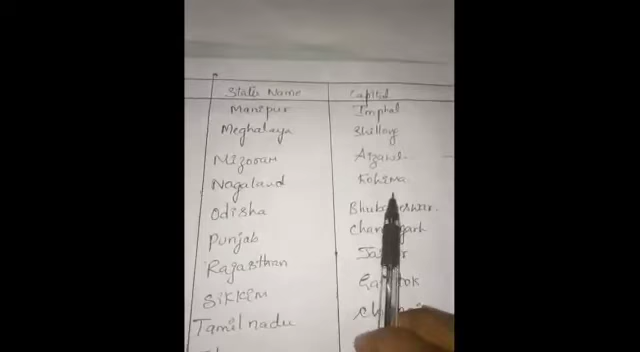 State Name Capital
Manipur Imphal
Meghalaya Shillong
Mizoram Aizawl.
Nagaland Kohima
Odisha
Punjab
Rajasthan
Sikkim
Tamil nadu